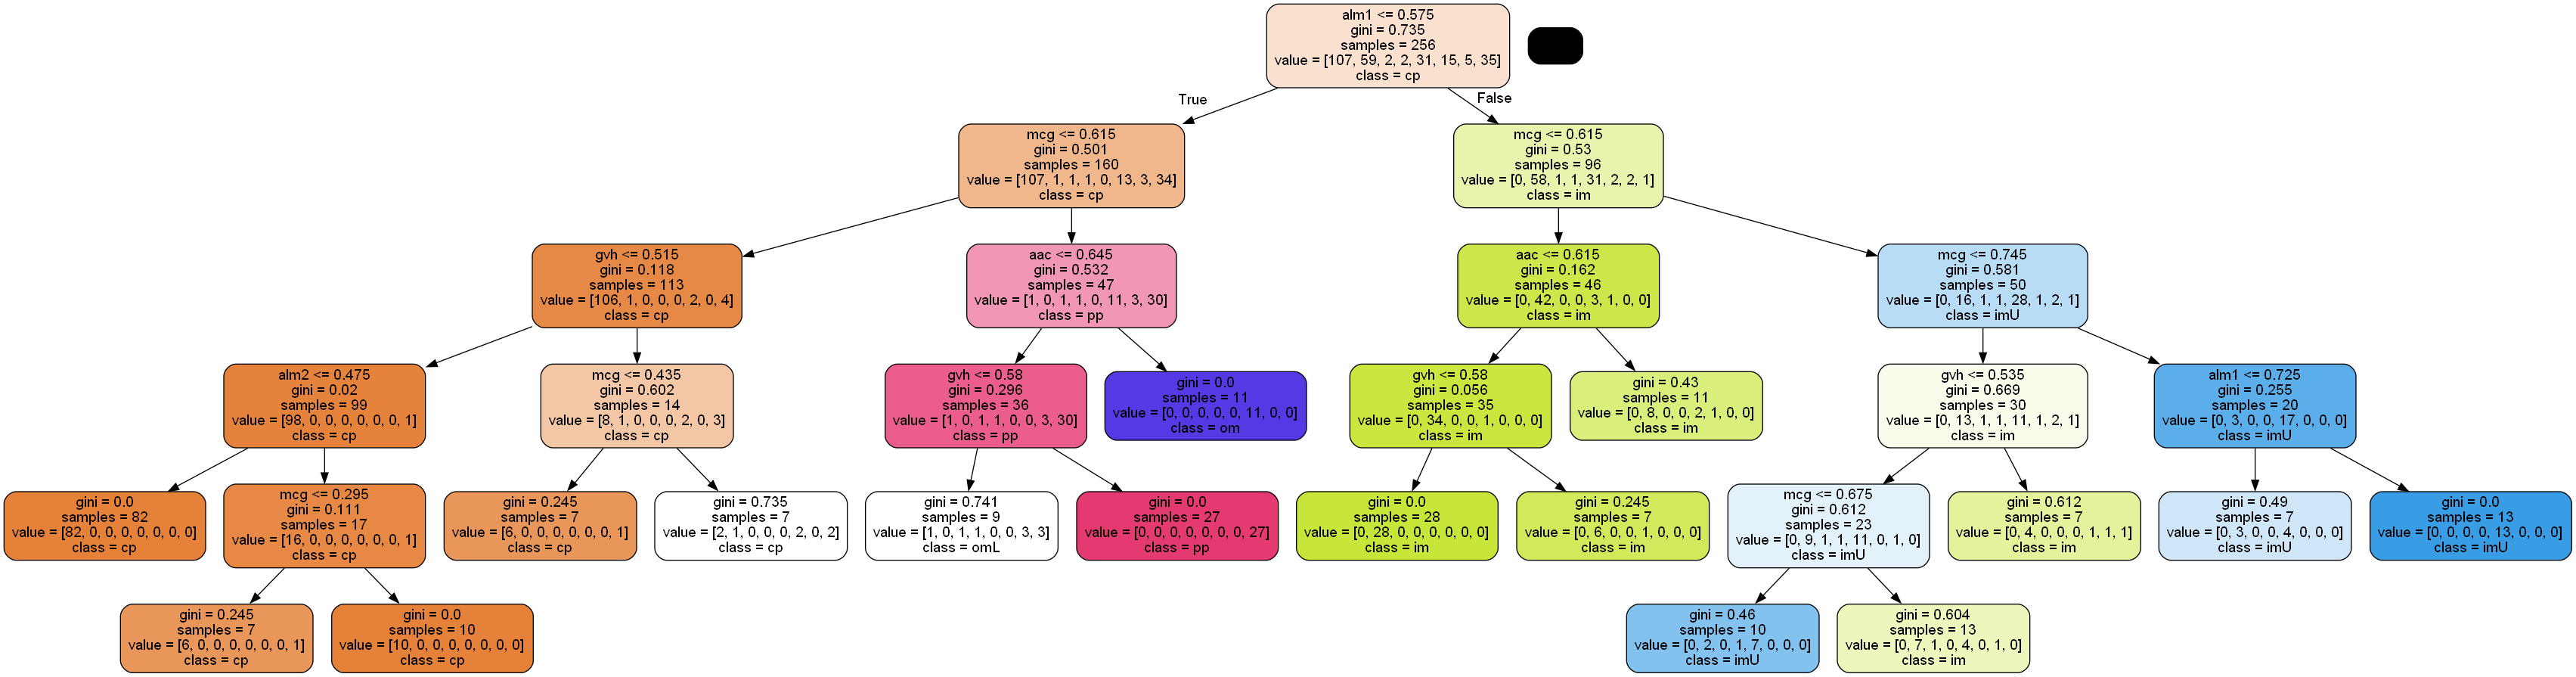 alm1 <= 0.575
gini = 0.735
samples = 256
value = [107, 59, 2, 2, 31, 15, 5, 35]
class = cp
True
False
mcg <= 0.615
gini = 0.501
samples = 160
value = [107, 1, 1, 1, 0, 13, 3, 34]
class = cp
mcg <= 0.615
gini = 0.53
samples = 96
value = [0, 58, 1, 1, 31, 2, 2, 1]
class = im
gvh <= 0.515
gini = 0.118
samples = 113
value = [106, 1, 0, 0, 0, 2, 0, 4]
class = cp
aac <= 0.645
gini = 0.532
samples = 47
value = [1, 0, 1, 1, 0, 11, 3, 30]
class = pp
aac <= 0.615
gini = 0.162
samples = 46
value = [0, 42, 0, 0, 3, 1, 0, 0]
class = im
mcg <= 0.745
gini = 0.581
samples = 50
value = [0, 16, 1, 1, 28, 1, 2, 1]
class = imU
alm2 <= 0.475
gini = 0.02
samples = 99
value = [98, 0, 0, 0, 0, 0, 0, 1]
class = cp
mcg <= 0.435
gini = 0.602
samples = 14
value = [8, 1, 0, 0, 0, 2, 0, 3]
class = cp
gvh <= 0.58
gini = 0.296
samples = 36
value = [1, 0, 1, 1, 0, 0, 3, 30]
class = pp
gini = 0.0
samples = 11
value = [0, 0, 0, 0, 0, 11, 0, 0]
class = om
gvh <= 0.58
gini = 0.056
samples = 35
value = [0, 34, 0, 0, 1, 0, 0, 0]
class = im
gini = 0.43
samples = 11
value = [0, 8, 0, 0, 2, 1, 0, 0]
class = im
gvh <= 0.535
gini = 0.669
samples = 30
value = [0, 13, 1, 1, 11, 1, 2, 1]
class = im
alm1 <= 0.725
gini = 0.255
samples = 20
value = [0, 3, 0, 0, 17, 0, 0, 0]
class = imU
gini = 0.0
samples = 82
value = [82, 0, 0, 0, 0, 0, 0, 0]
class = cp
mcg <= 0.295
gini = 0.111
samples = 17
value = [16, 0, 0, 0, 0, 0, 0, 1]
class = cp
gini = 0.245
samples = 7
value = [6, 0, 0, 0, 0, 0, 0, 1]
class = cp
gini = 0.735
samples = 7
value = [2, 1, 0, 0, 0, 2, 0, 2]
class = cp
gini = 0.741
samples = 9
value = [1, 0, 1, 1, 0, 0, 3, 3]
class = omL
gini = 0.0
samples = 27
value = [0, 0, 0, 0, 0, 0, 0, 27]
class = pp
gini = 0.0
samples = 28
value = [0, 28, 0, 0, 0, 0, 0, 0]
class = im
gini = 0.245
samples = 7
value = [0, 6, 0, 0, 1, 0, 0, 0]
class = im
mcg <= 0.675
gini = 0.612
samples = 23
value = [0, 9, 1, 1, 11, 0, 1, 0]
class = imU
gini = 0.612
samples = 7
value = [0, 4, 0, 0, 0, 1, 1, 1]
class = im
gini = 0.49
samples = 7
value = [0, 3, 0, 0, 4, 0, 0, 0]
class = imU
gini = 0.0
samples = 13
value = [0, 0, 0, 0, 13, 0, 0, 0]
class = imU
gini = 0.245
samples = 7
value = [6, 0, 0, 0, 0, 0, 0, 1]
class = cp
gini = 0.0
samples = 10
value = [10, 0, 0, 0, 0, 0, 0, 0]
class = cp
gini = 0.46
samples = 10
value = [0, 2, 0, 1, 7, 0, 0, 0]
class = imU
gini = 0.604
samples = 13
value = [0, 7, 1, 0, 4, 0, 1, 0]
class = im